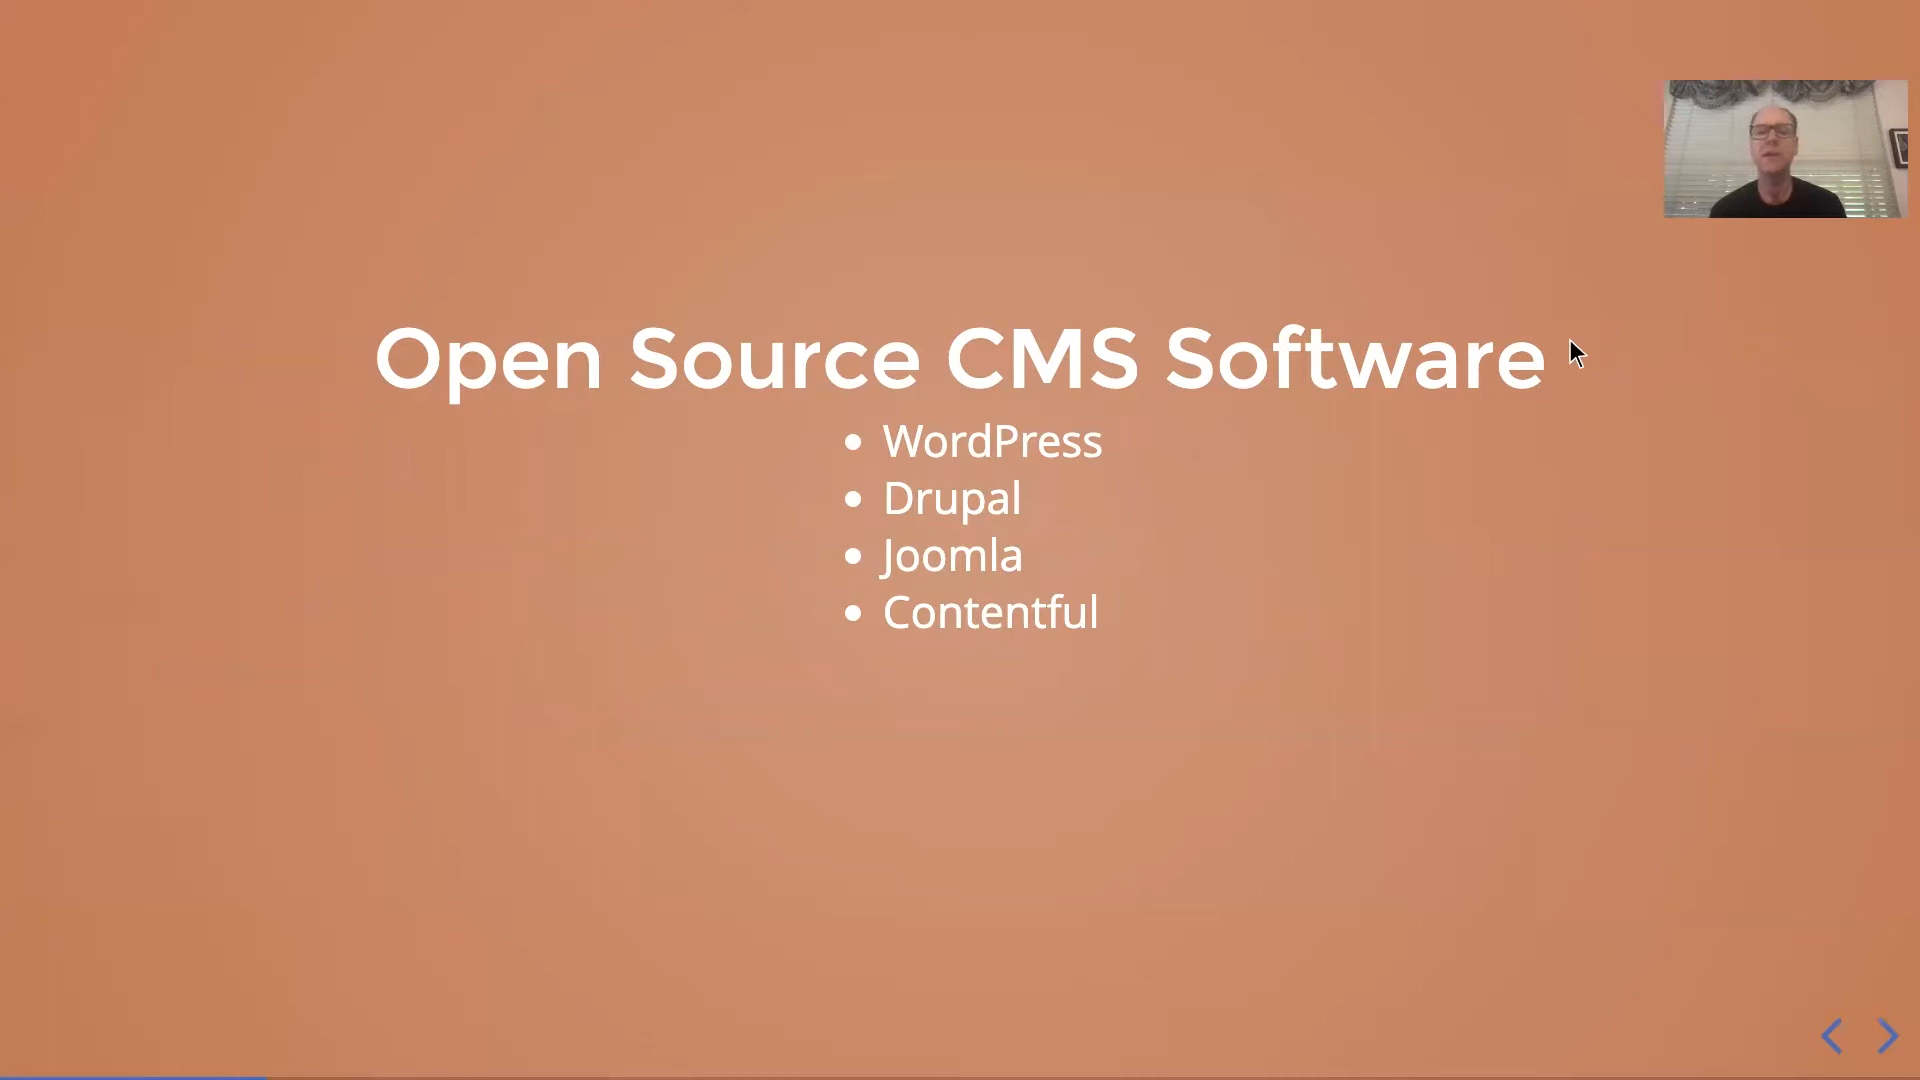 Open Source CMS Software
WordPress
Drupal
Joomla
Contentful